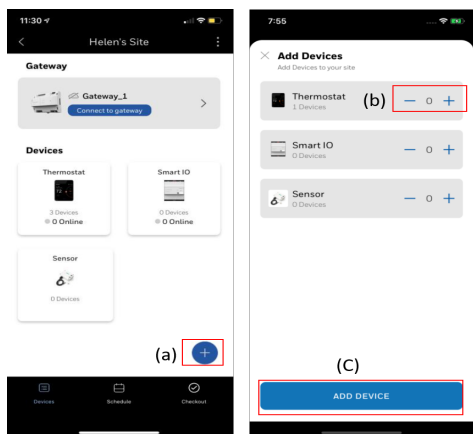 11:30
Helen's Site
Gateway
Gateway_1
Connect to gateway
Devices
Thermostat
3 Devices
0 Online
Smart IO
0 Devices
0 Online
Sensor
0 Devices
(a)
+
Devices
Schedule
Checkout
7:55
Add Devices
Add Devices to your site
Thermostat
1 Devices
(b)
— 0 +
Smart IO
0 Devices
— 0 +
Sensor
0 Devices
— 0 +
(C)
ADD DEVICE